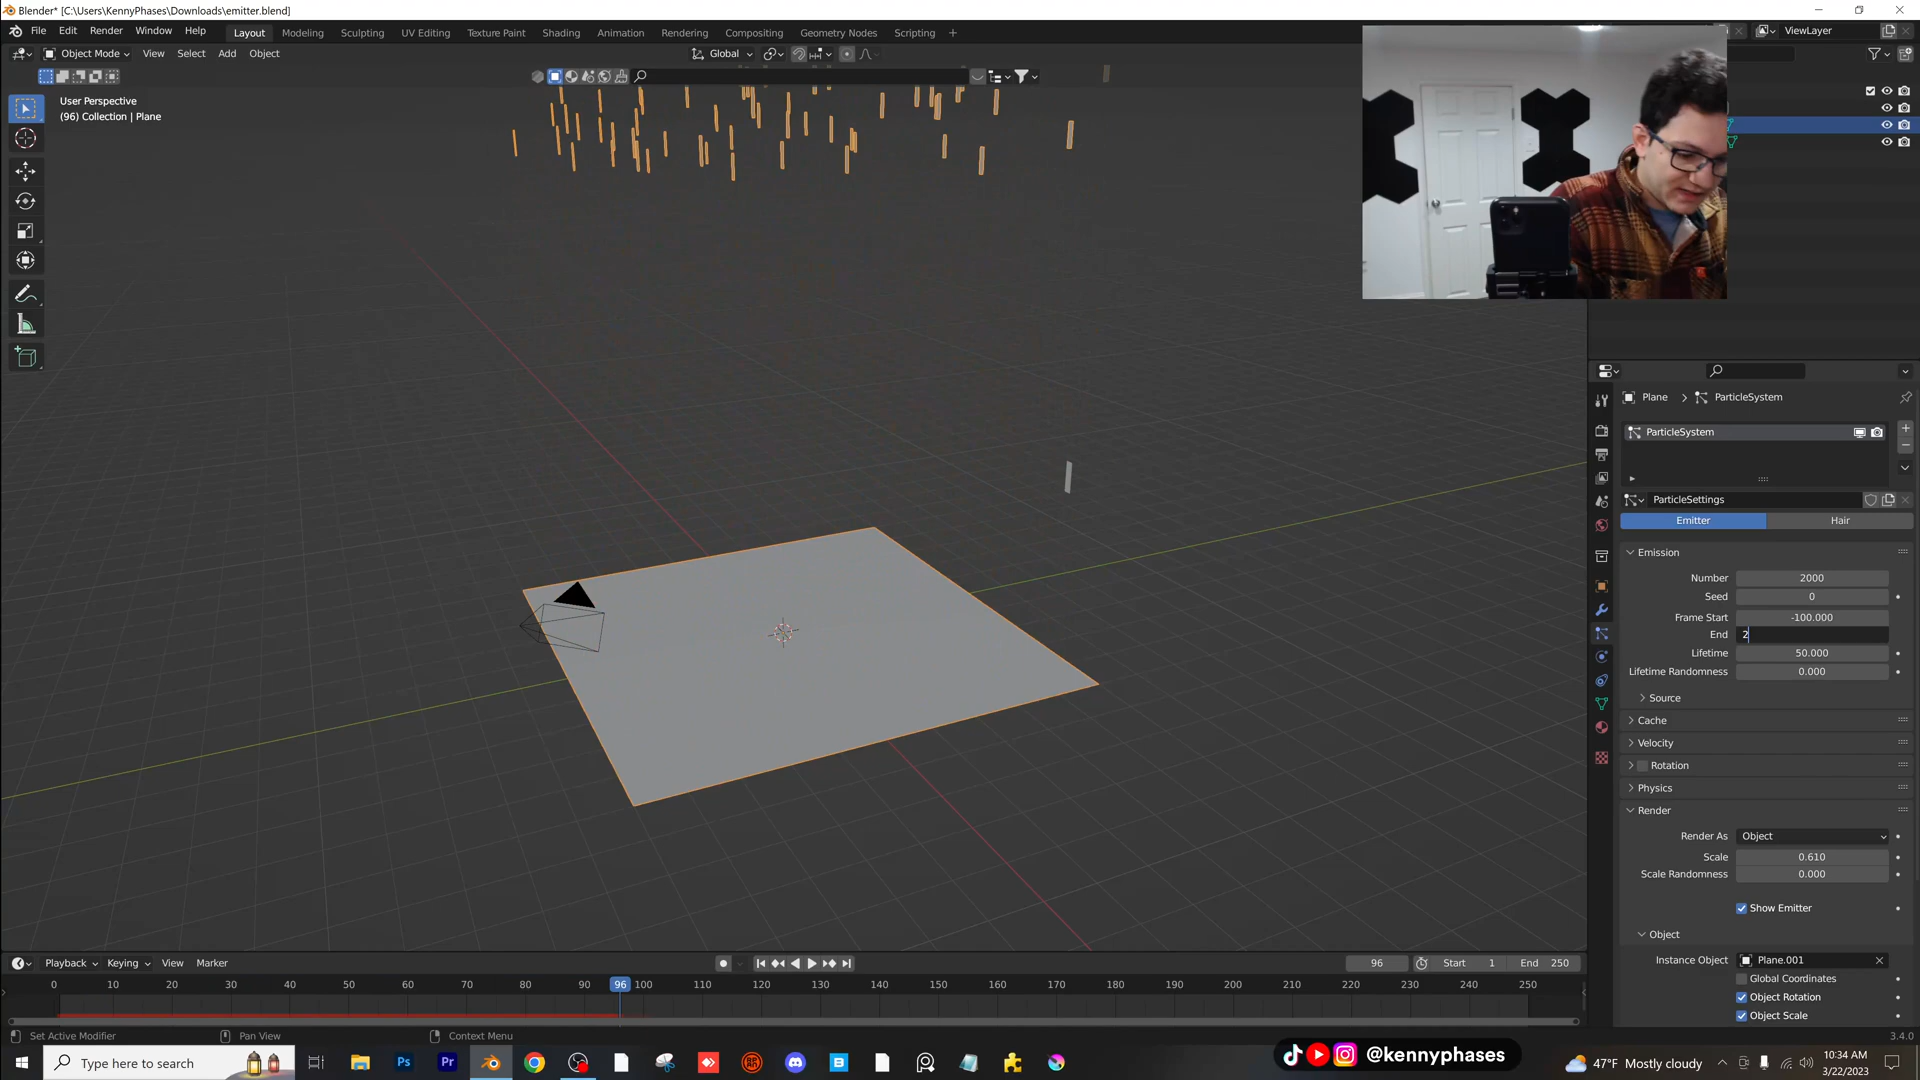 Blender* [C:\Users\KennyPhases\Downloads\emitter.blend]
File Edit Render Window Help Layout Modeling Sculpting UV Editing Texture Paint Shading Animation Rendering Compositing Geometry Nodes Scripting + ViewLayer
Object Mode View Select Add Object Global
User Perspective
(96) Collection | Plane
Plane > ParticleSystem
ParticleSystem
ParticleSettings
Emitter Hair
Emission
Number 2000
Seed 0
Frame Start -100.000
End 2
Lifetime 50.000
Lifetime Randomness 0.000
Source
Cache
Velocity
Rotation
Physics
Render
Render As Object
Scale 0.610
Scale Randomness 0.000
Show Emitter
Object
Instance Object Plane.001
Global Coordinates
Object Rotation
Object Scale
Playback Keying View Marker 96 Start 1 End 250
0 10 20 30 40 50 60 70 80 96 100 110 120 130 140 150 160 170 180 190 200 210 220 230 240 250
Set Active Modifier Pan View Context Menu 3.4.0
Type here to search Ps Pr @kennyphases 47°F Mostly cloudy 10:34 AM
3/22/2023